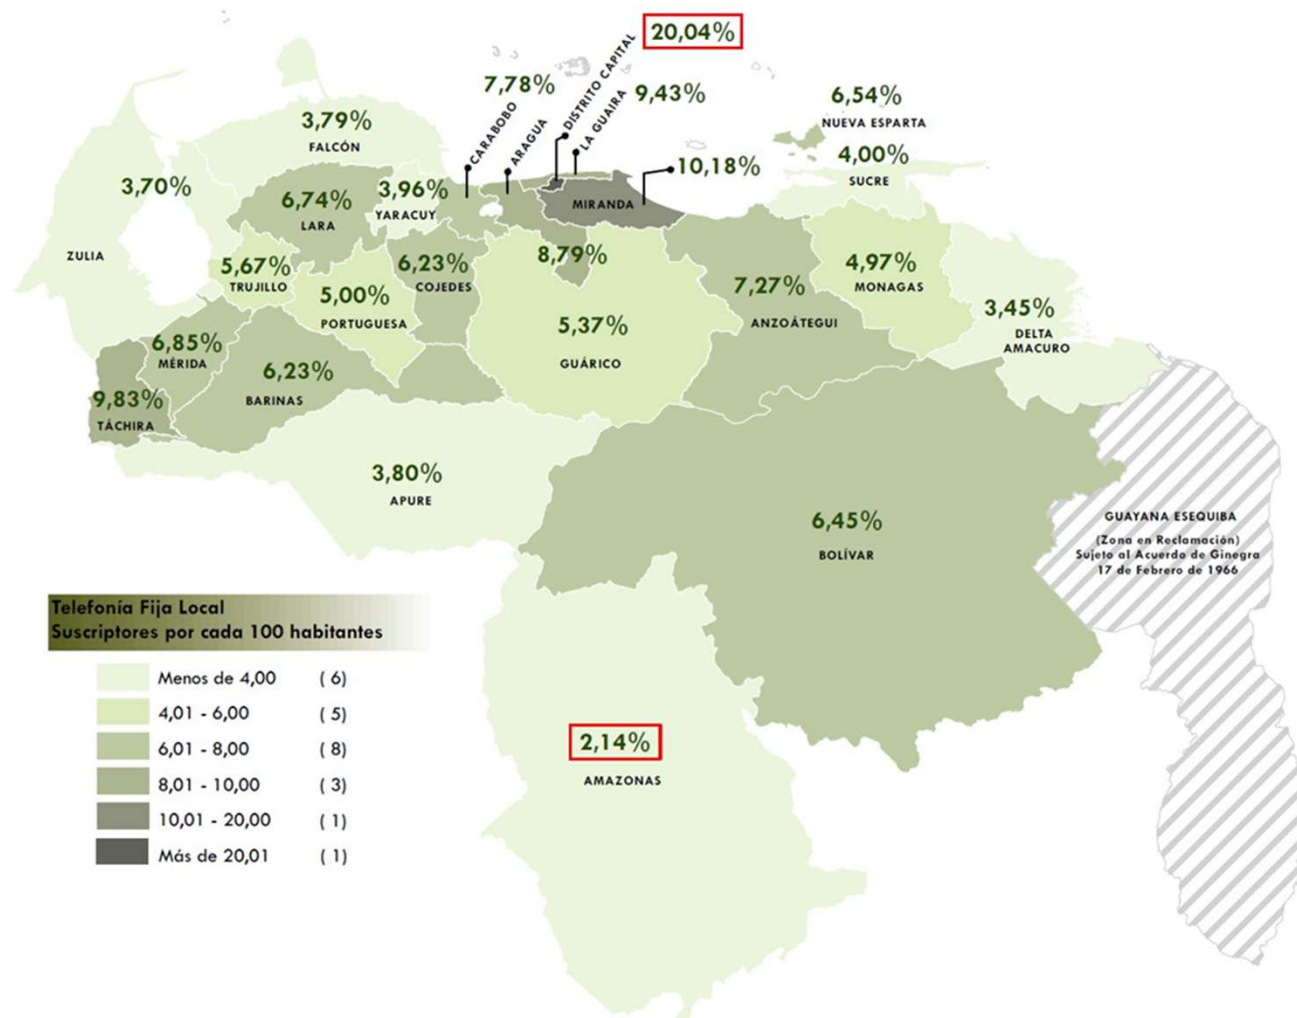 20,04%
DISTRITO CAPITAL
7,78%
CARABOBO
ARAGUA
LA GUAIRA
9,43%
6,54%
NUEVA ESPARTA
3,79%
FALCÓN
4,00%
SUCRE
10,18%
MIRANDA
3,70%
ZULIA
6,74%
LARA
3,96%
YARACUY
5,67%
TRUJILLO
5,00%
PORTUGUESA
6,23%
COJEDES
8,79%
5,37%
GUÁRICO
7,27%
ANZOÁTEGUI
4,97%
MONAGAS
3,45%
DELTA
AMACURO
6,85%
MÉRIDA
6,23%
BARINAS
9,83%
TÁCHIRA
3,80%
APURE
6,45%
BOLÍVAR
GUAYANA ESEQUIBA
(Zona en Reclamación)
Sujeto al Acuerdo de Ginegra
17 de Febrero de 1966
2,14%
AMAZONAS
Telefonía Fija Local
Suscriptores por cada 100 habitantes
Menos de 4,00 ( 6)
4,01 - 6,00 ( 5)
6,01 - 8,00 ( 8)
8,01 - 10,00 ( 3)
10,01 - 20,00 ( 1)
Más de 20,01 ( 1)